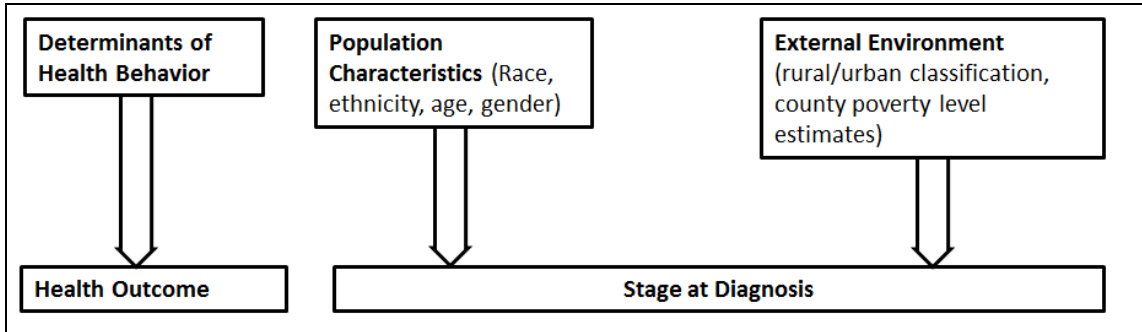 Determinants of
Health Behavior
Population
Characteristics (Race,
ethnicity, age, gender)
External Environment
(rural/urban classification,
county poverty level
estimates)
Health Outcome
Stage at Diagnosis